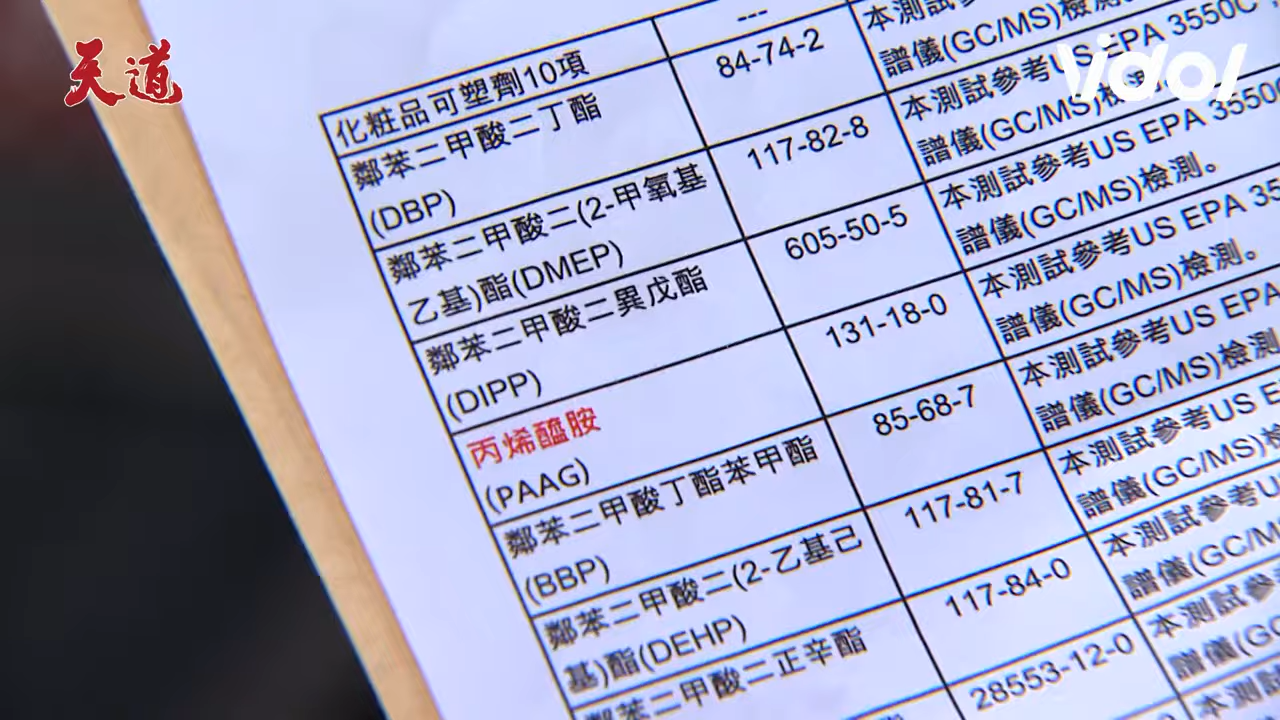 天道
vidol
---
化粧品可塑劑10項
84-74-2
本測試參
譜儀(GC/MS)檢測
鄰苯二甲酸二丁酯
(DBP)
117-82-8
本測試參考US EPA 3550C
譜儀(GC/MS)檢測
鄰苯二甲酸二(2-甲氧基
乙基)酯(DMEP)
605-50-5
本測試參考US EPA 3550
譜儀(GC/MS)檢測。
鄰苯二甲酸二異戊酯
(DIPP)
131-18-0
本測試參考US EPA 35
譜儀(GC/MS)檢測。
丙烯醯胺
(PAAG)
85-68-7
本測試參考US EPA
譜儀(GC/MS)檢測
鄰苯二甲酸丁酯苯甲酯
(BBP)
117-81-7
本測試參考US E
譜儀(GC/MS)檢
鄰苯二甲酸二(2-乙基己
基)酯(DEHP)
117-84-0
本測試參考U
譜儀(GC/M
鄰苯二甲酸二正辛酯
28553-12-0
本測試參
譜儀(GC
本測